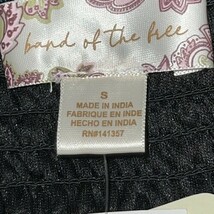 band of the free
S
MADE IN INDIA
FABRIQUE EN INDE
HECHO EN INDIA
RN#141357